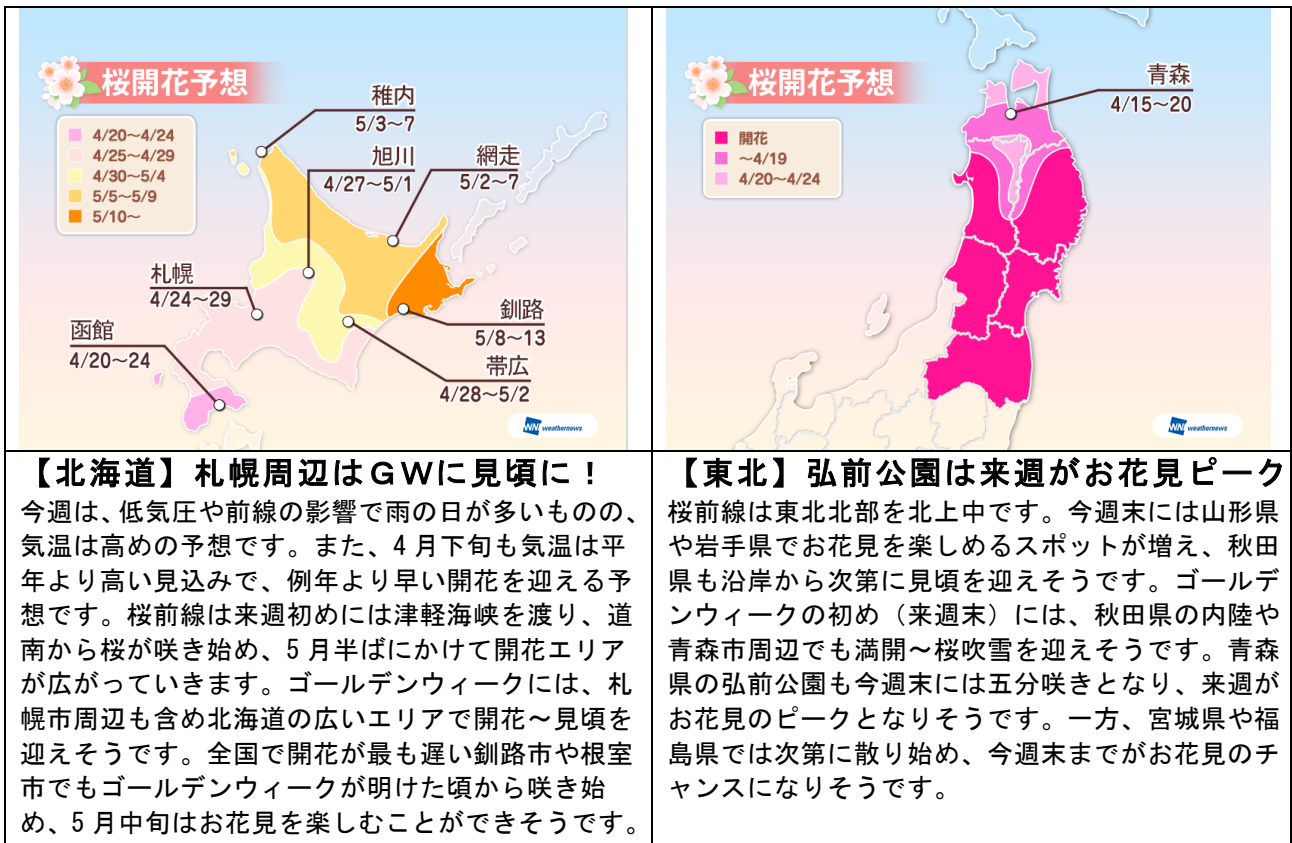 桜開花予想
4/20～4/24
4/25～4/29
4/30～5/4
5/5～5/9
5/10～
稚内
5/3～7
旭川
4/27～5/1
網走
5/2～7
札幌
4/24～29
函館
4/20～24
釧路
5/8～13
帯広
4/28～5/2
WNI weathernews
【北海道】札幌周辺はＧＷに見頃に！
今週は、低気圧や前線の影響で雨の日が多いものの、
気温は高めの予想です。また、4月下旬も気温は平
年より高い見込みで、例年より早い開花を迎える予
想です。桜前線は来週初めには津軽海峡を渡り、道
南から桜が咲き始め、5月半ばにかけて開花エリア
が広がっていきます。ゴールデンウィークには、札
幌市周辺も含め北海道の広いエリアで開花～見頃を
迎えそうです。全国で開花が最も遅い釧路市や根室
市でもゴールデンウィークが明けた頃から咲き始
め、5月中旬はお花見を楽しむことができそうです。
桜開花予想
開花
～4/19
4/20～4/24
青森
4/15～20
WNI weathernews
【東北】弘前公園は来週がお花見ピーク
桜前線は東北北部を北上中です。今週末には山形県
や岩手県でお花見を楽しめるスポットが増え、秋田
県も沿岸から次第に見頃を迎えそうです。ゴールデ
ンウィークの初め（来週末）には、秋田県の内陸や
青森市周辺でも満開～桜吹雪を迎えそうです。青森
県の弘前公園も今週末には五分咲きとなり、来週が
お花見のピークとなりそうです。一方、宮城県や福
島県では次第に散り始め、今週末までがお花見のチ
ャンスになりそうです。